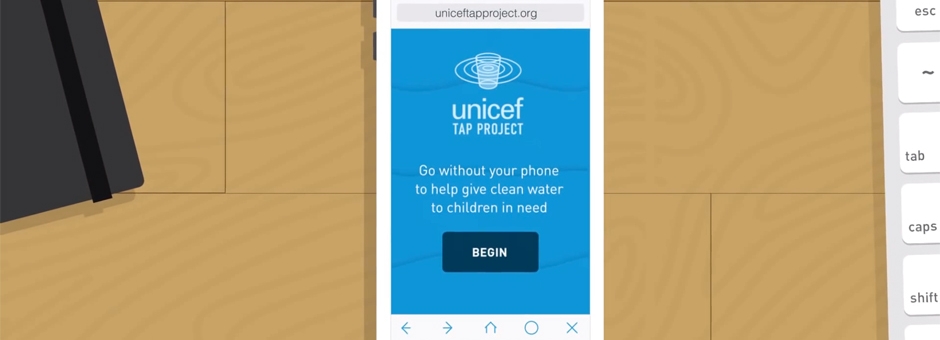 uniceftapproject.org
unicef
TAP PROJECT
Go without your phone
to help give clean water
to children in need
BEGIN
esc
~
tab
caps
shift